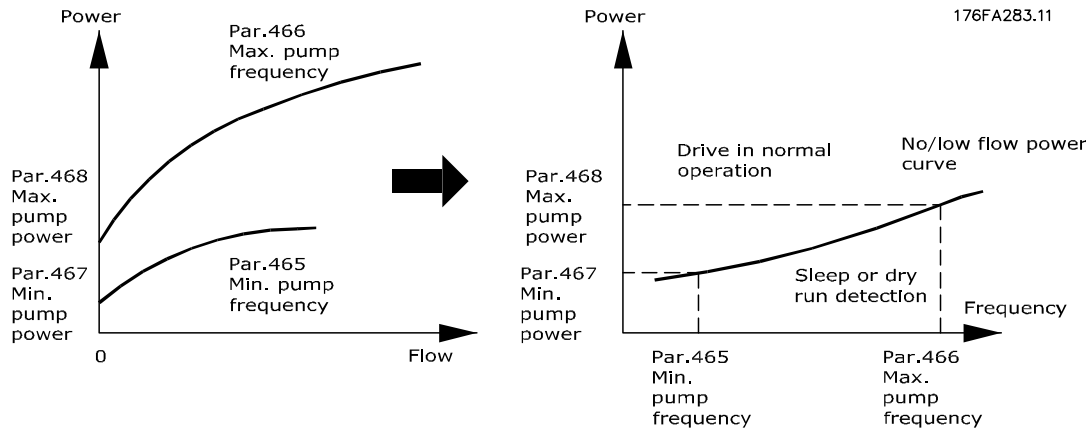 Power
Par.466
Max. pump
frequency
Par.468
Max.
pump
power
Par.467
Min.
pump
power
Par.465
Min. pump
frequency
0
Flow
Power
176FA283.11
Drive in normal
operation
No/low flow power
curve
Par.468
Max.
pump
power
Par.467
Min.
pump
power
Sleep or dry
run detection
Frequency
Par.465
Min.
pump
frequency
Par.466
Max.
pump
frequency